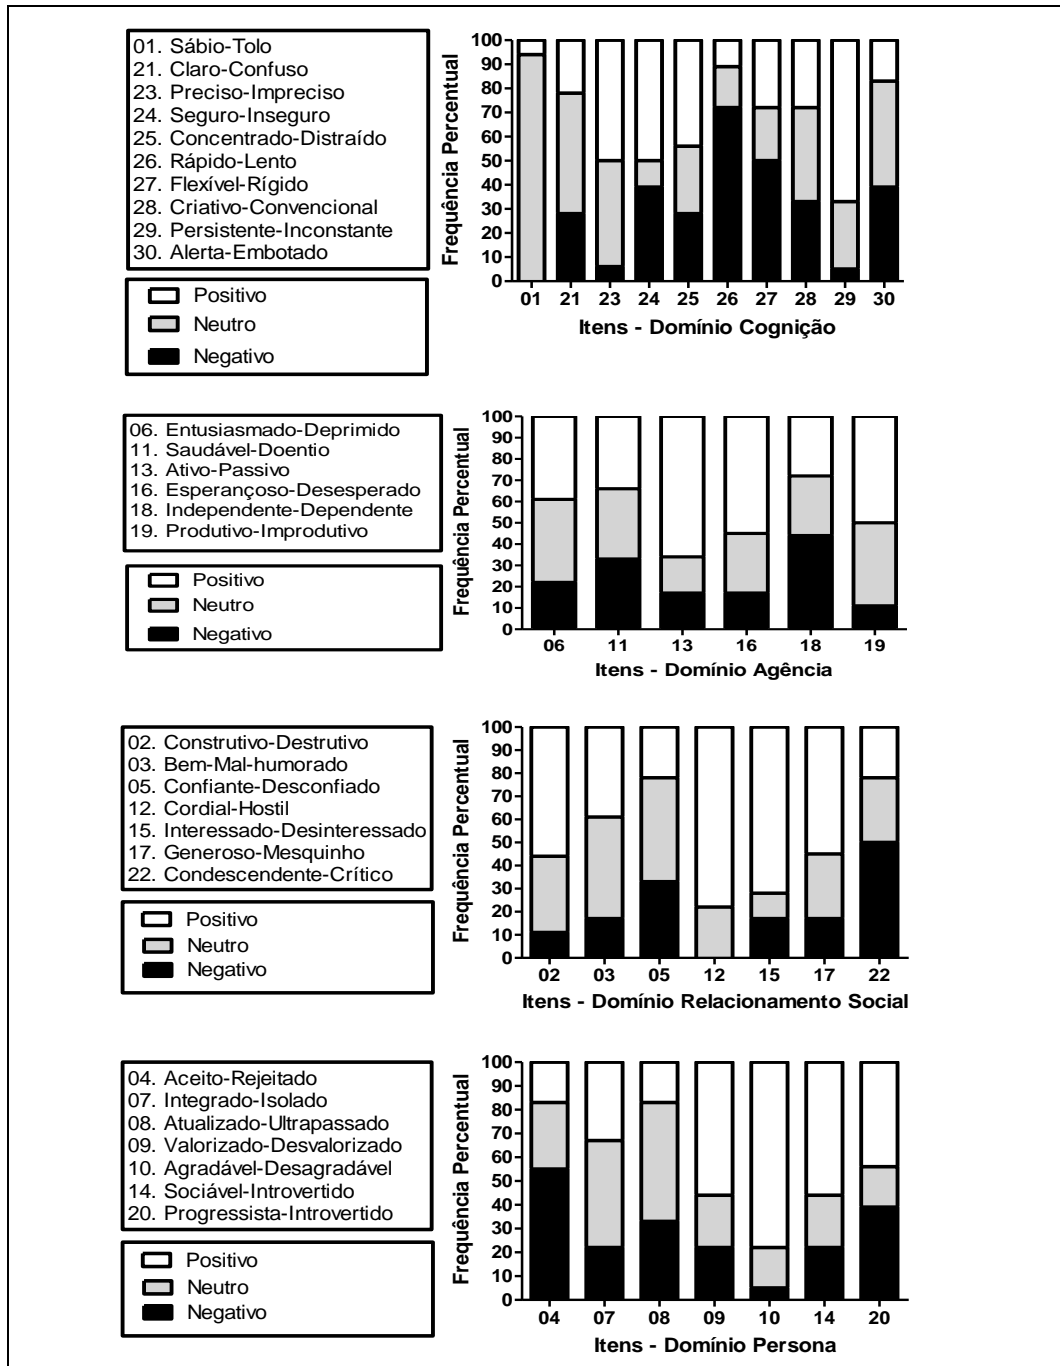 01. Sábio-Tolo
21. Claro-Confuso
23. Preciso-Impreciso
24. Seguro-Inseguro
25. Concentrado-Distraído
26. Rápido-Lento
27. Flexível-Rígido
28. Criativo-Convencional
29. Persistente-Inconstante
30. Alerta-Embotado
Positivo
Neutro
Negativo
Frequência Percentual
100
90
80
70
60
50
40
30
20
10
0
01 21 23 24 25 26 27 28 29 30
Itens - Domínio Cognição
06. Entusiasmado-Deprimido
11. Saudável-Doentio
13. Ativo-Passivo
16. Esperançoso-Desesperado
18. Independente-Dependente
19. Produtivo-Improdutivo
Positivo
Neutro
Negativo
Frequência Percentual
100
90
80
70
60
50
40
30
20
10
0
06 11 13 16 18 19
Itens - Domínio Agência
02. Construtivo-Destrutivo
03. Bem-Mal-humorado
05. Confiante-Desconfiado
12. Cordial-Hostil
15. Interessado-Desinteressado
17. Generoso-Mesquinho
22. Condescendente-Crítico
Positivo
Neutro
Negativo
Frequência Percentual
100
90
80
70
60
50
40
30
20
10
0
02 03 05 12 15 17 22
Itens - Domínio Relacionamento Social
04. Aceito-Rejeitado
07. Integrado-Isolado
08. Atualizado-Ultrapassado
09. Valorizado-Desvalorizado
10. Agradável-Desagradável
14. Sociável-Introvertido
20. Progressista-Introvertido
Positivo
Neutro
Negativo
Frequência Percentual
100
90
80
70
60
50
40
30
20
10
0
04 07 08 09 10 14 20
Itens - Domínio Persona